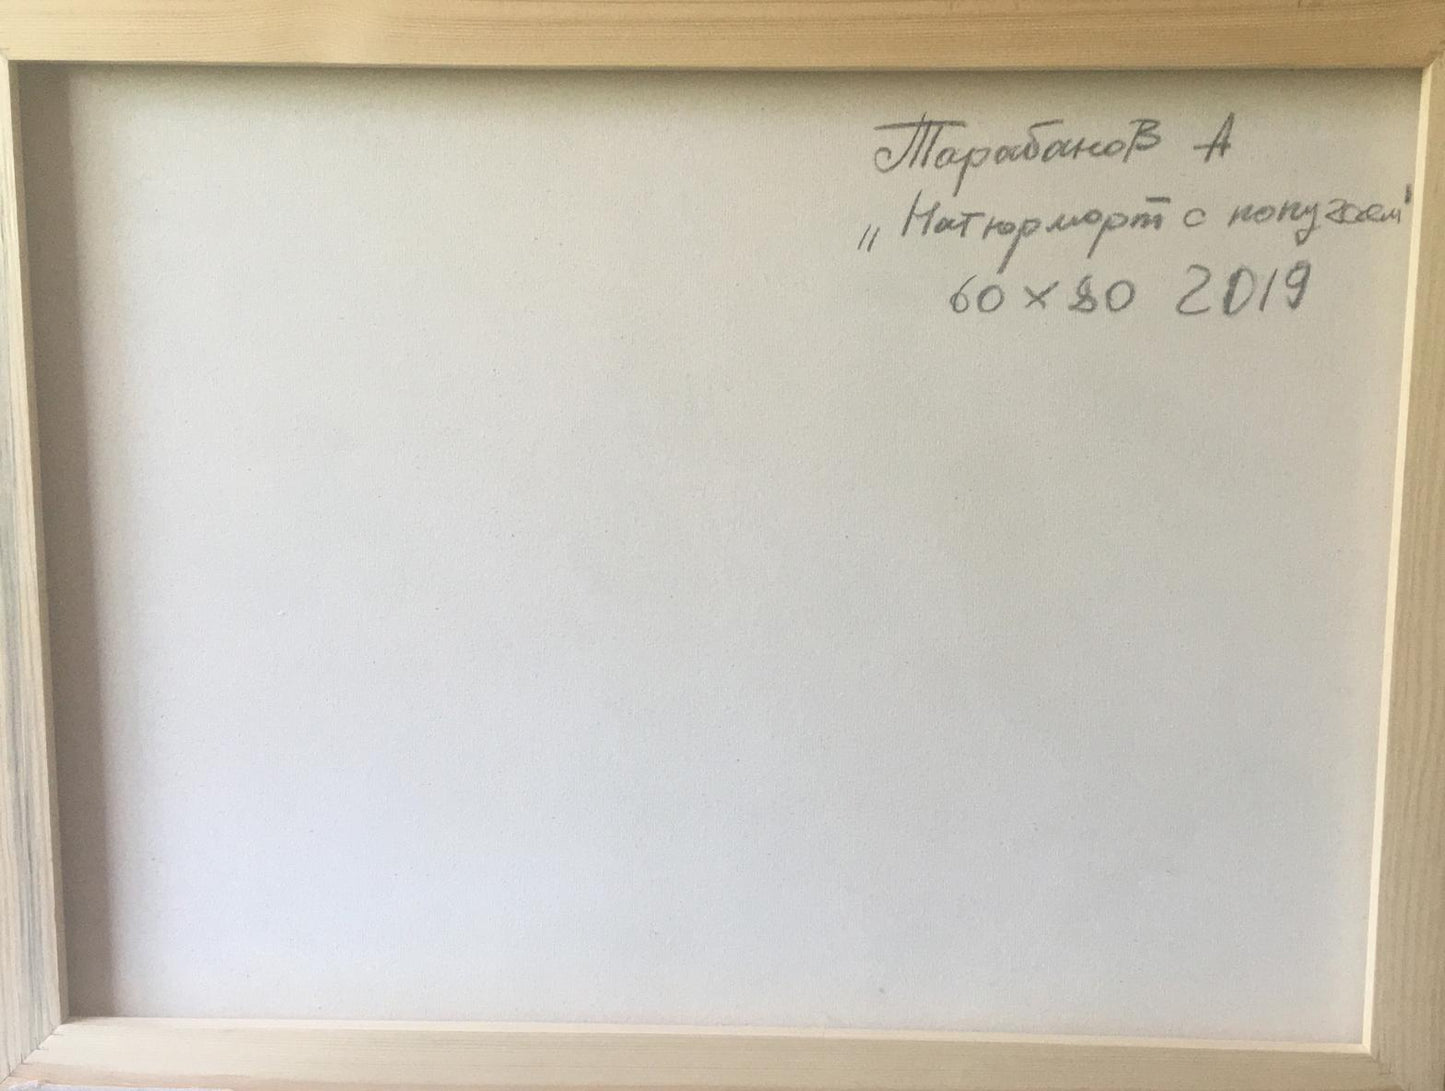 Тарабанов А
„Натюрморт с попугаем"
60 × 80 2019